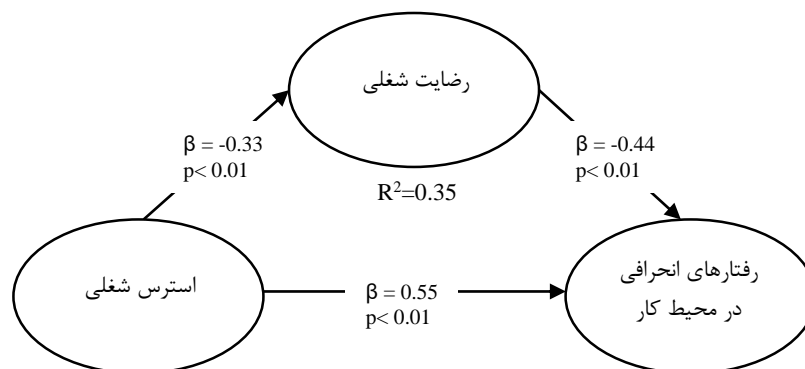 رضایت شغلی
β = -0.33
p< 0.01
β = -0.44
p< 0.01
R²=0.35
استرس شغلی
β = 0.55
p< 0.01
رفتارهای انحرافی
در محیط کار